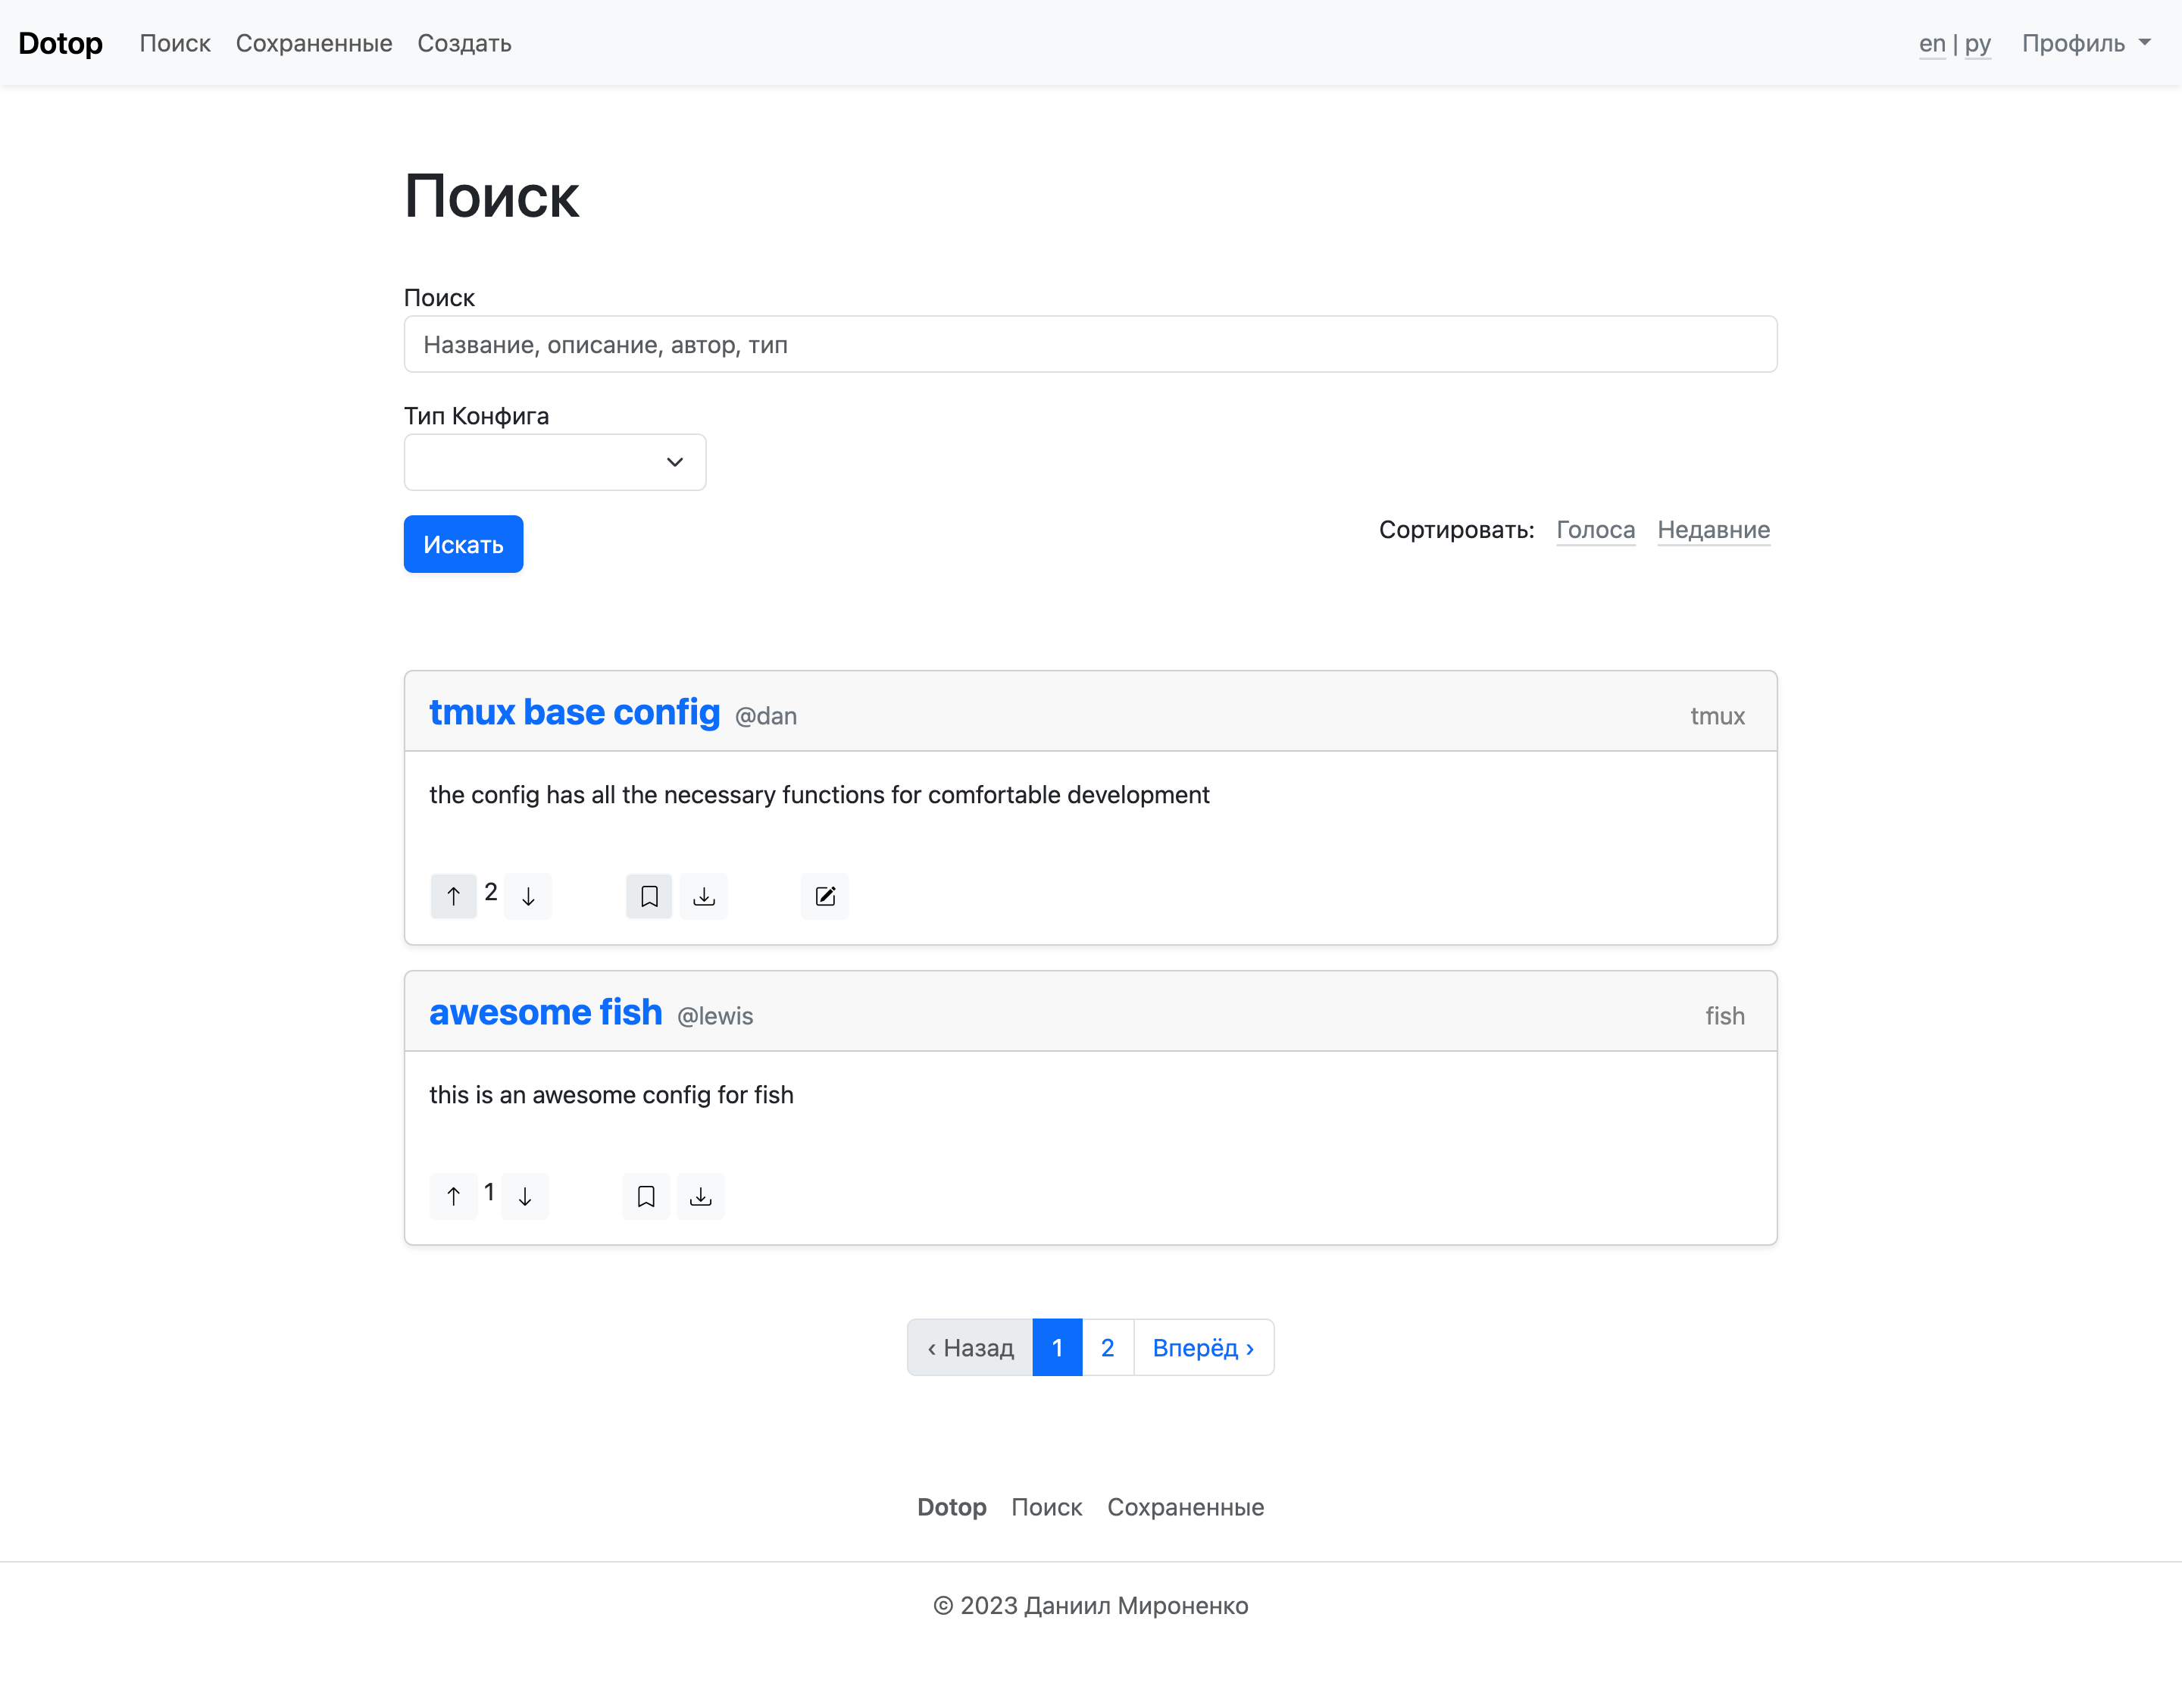 Dotop Поиск Сохраненные Создать en | ру Профиль
Поиск
Поиск
Название, описание, автор, тип
Тип Конфига
Искать Сортировать: Голоса Недавние
tmux base config @dan tmux
the config has all the necessary functions for comfortable development
2
awesome fish @lewis fish
this is an awesome config for fish
1
‹ Назад 1 2 Вперёд ›
Dotop Поиск Сохраненные
© 2023 Даниил Мироненко